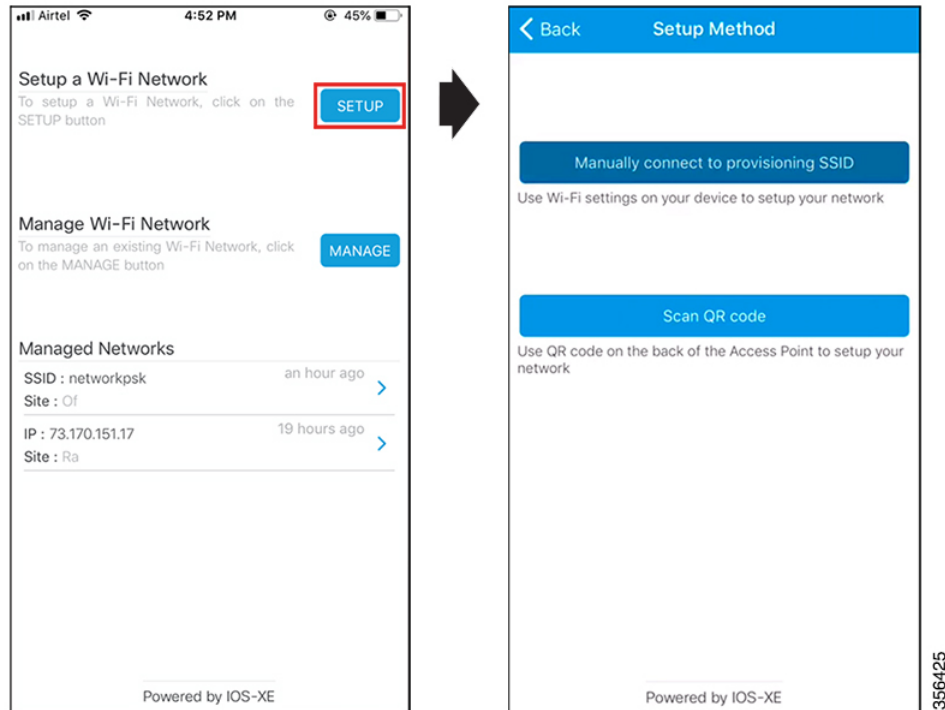 Airtel 4:52 PM 45%
Setup a Wi-Fi Network
To setup a Wi-Fi Network, click on the
SETUP button
SETUP
Manage Wi-Fi Network
To manage an existing Wi-Fi Network, click
on the MANAGE button
MANAGE
Managed Networks
SSID : networkpsk an hour ago
Site : Of
IP : 73.170.151.17 19 hours ago
Site : Ra
Powered by IOS-XE
Back Setup Method
Manually connect to provisioning SSID
Use Wi-Fi settings on your device to setup your network
Scan QR code
Use QR code on the back of the Access Point to setup your
network
Powered by IOS-XE
356425